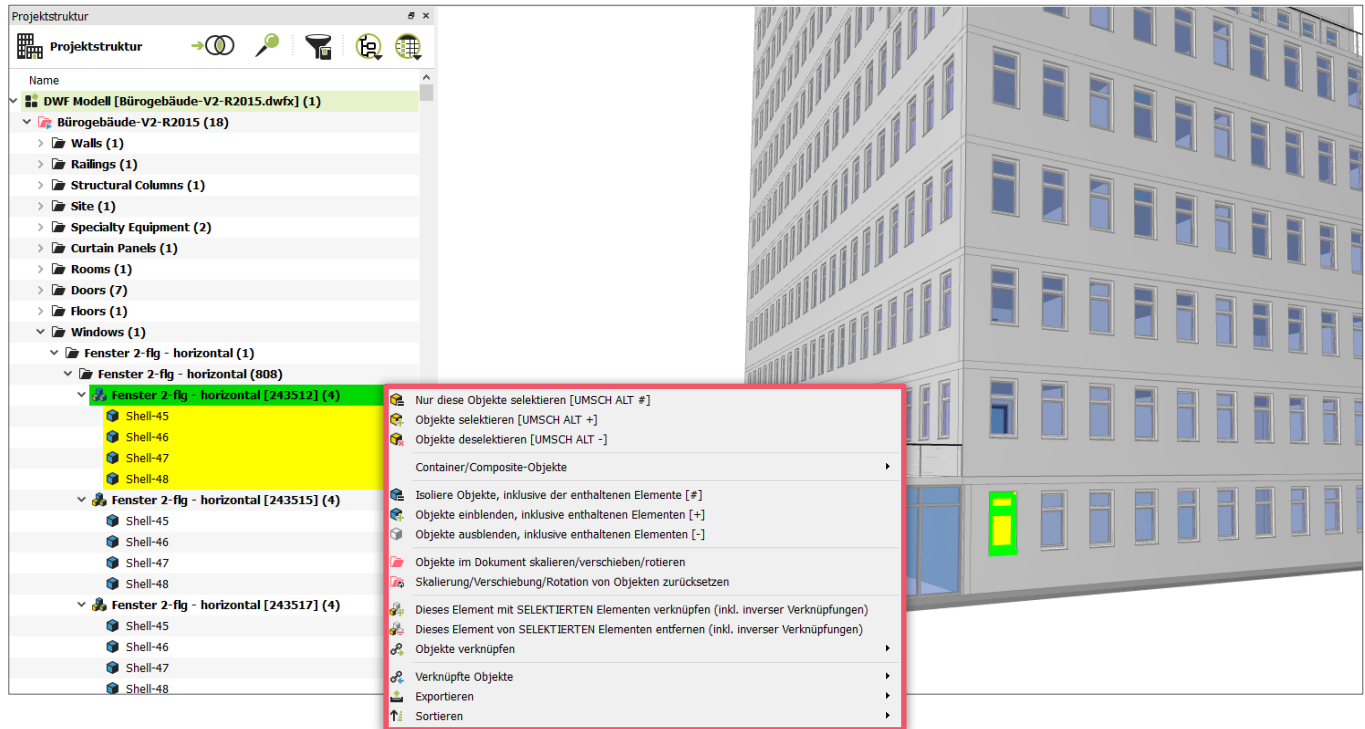 Projektstruktur
Projektstruktur
Name
DWF Modell [Bürogebäude-V2-R2015.dwfx] (1)
Bürogebäude-V2-R2015 (18)
Walls (1)
Railings (1)
Structural Columns (1)
Site (1)
Specialty Equipment (2)
Curtain Panels (1)
Rooms (1)
Doors (7)
Floors (1)
Windows (1)
Fenster 2-flg - horizontal (1)
Fenster 2-flg - horizontal (808)
Fenster 2-flg - horizontal [243512] (4)
Shell-45
Shell-46
Shell-47
Shell-48
Fenster 2-flg - horizontal [243515] (4)
Shell-45
Shell-46
Shell-47
Shell-48
Fenster 2-flg - horizontal [243517] (4)
Shell-45
Shell-46
Shell-47
Shell-48
Nur diese Objekte selektieren [UMSCH ALT #]
Objekte selektieren [UMSCH ALT +]
Objekte deselektieren [UMSCH ALT -]
Container/Composite-Objekte
Isoliere Objekte, inklusive der enthaltenen Elemente [#]
Objekte einblenden, inklusive enthaltenen Elementen [+]
Objekte ausblenden, inklusive enthaltenen Elementen [-]
Objekte im Dokument skalieren/verschieben/rotieren
Skalierung/Verschiebung/Rotation von Objekten zurücksetzen
Dieses Element mit SELEKTIERTEN Elementen verknüpfen (inkl. inverser Verknüpfungen)
Dieses Element von SELEKTIERTEN Elementen entfernen (inkl. inverser Verknüpfungen)
Objekte verknüpfen
Verknüpfte Objekte
Exportieren
Sortieren